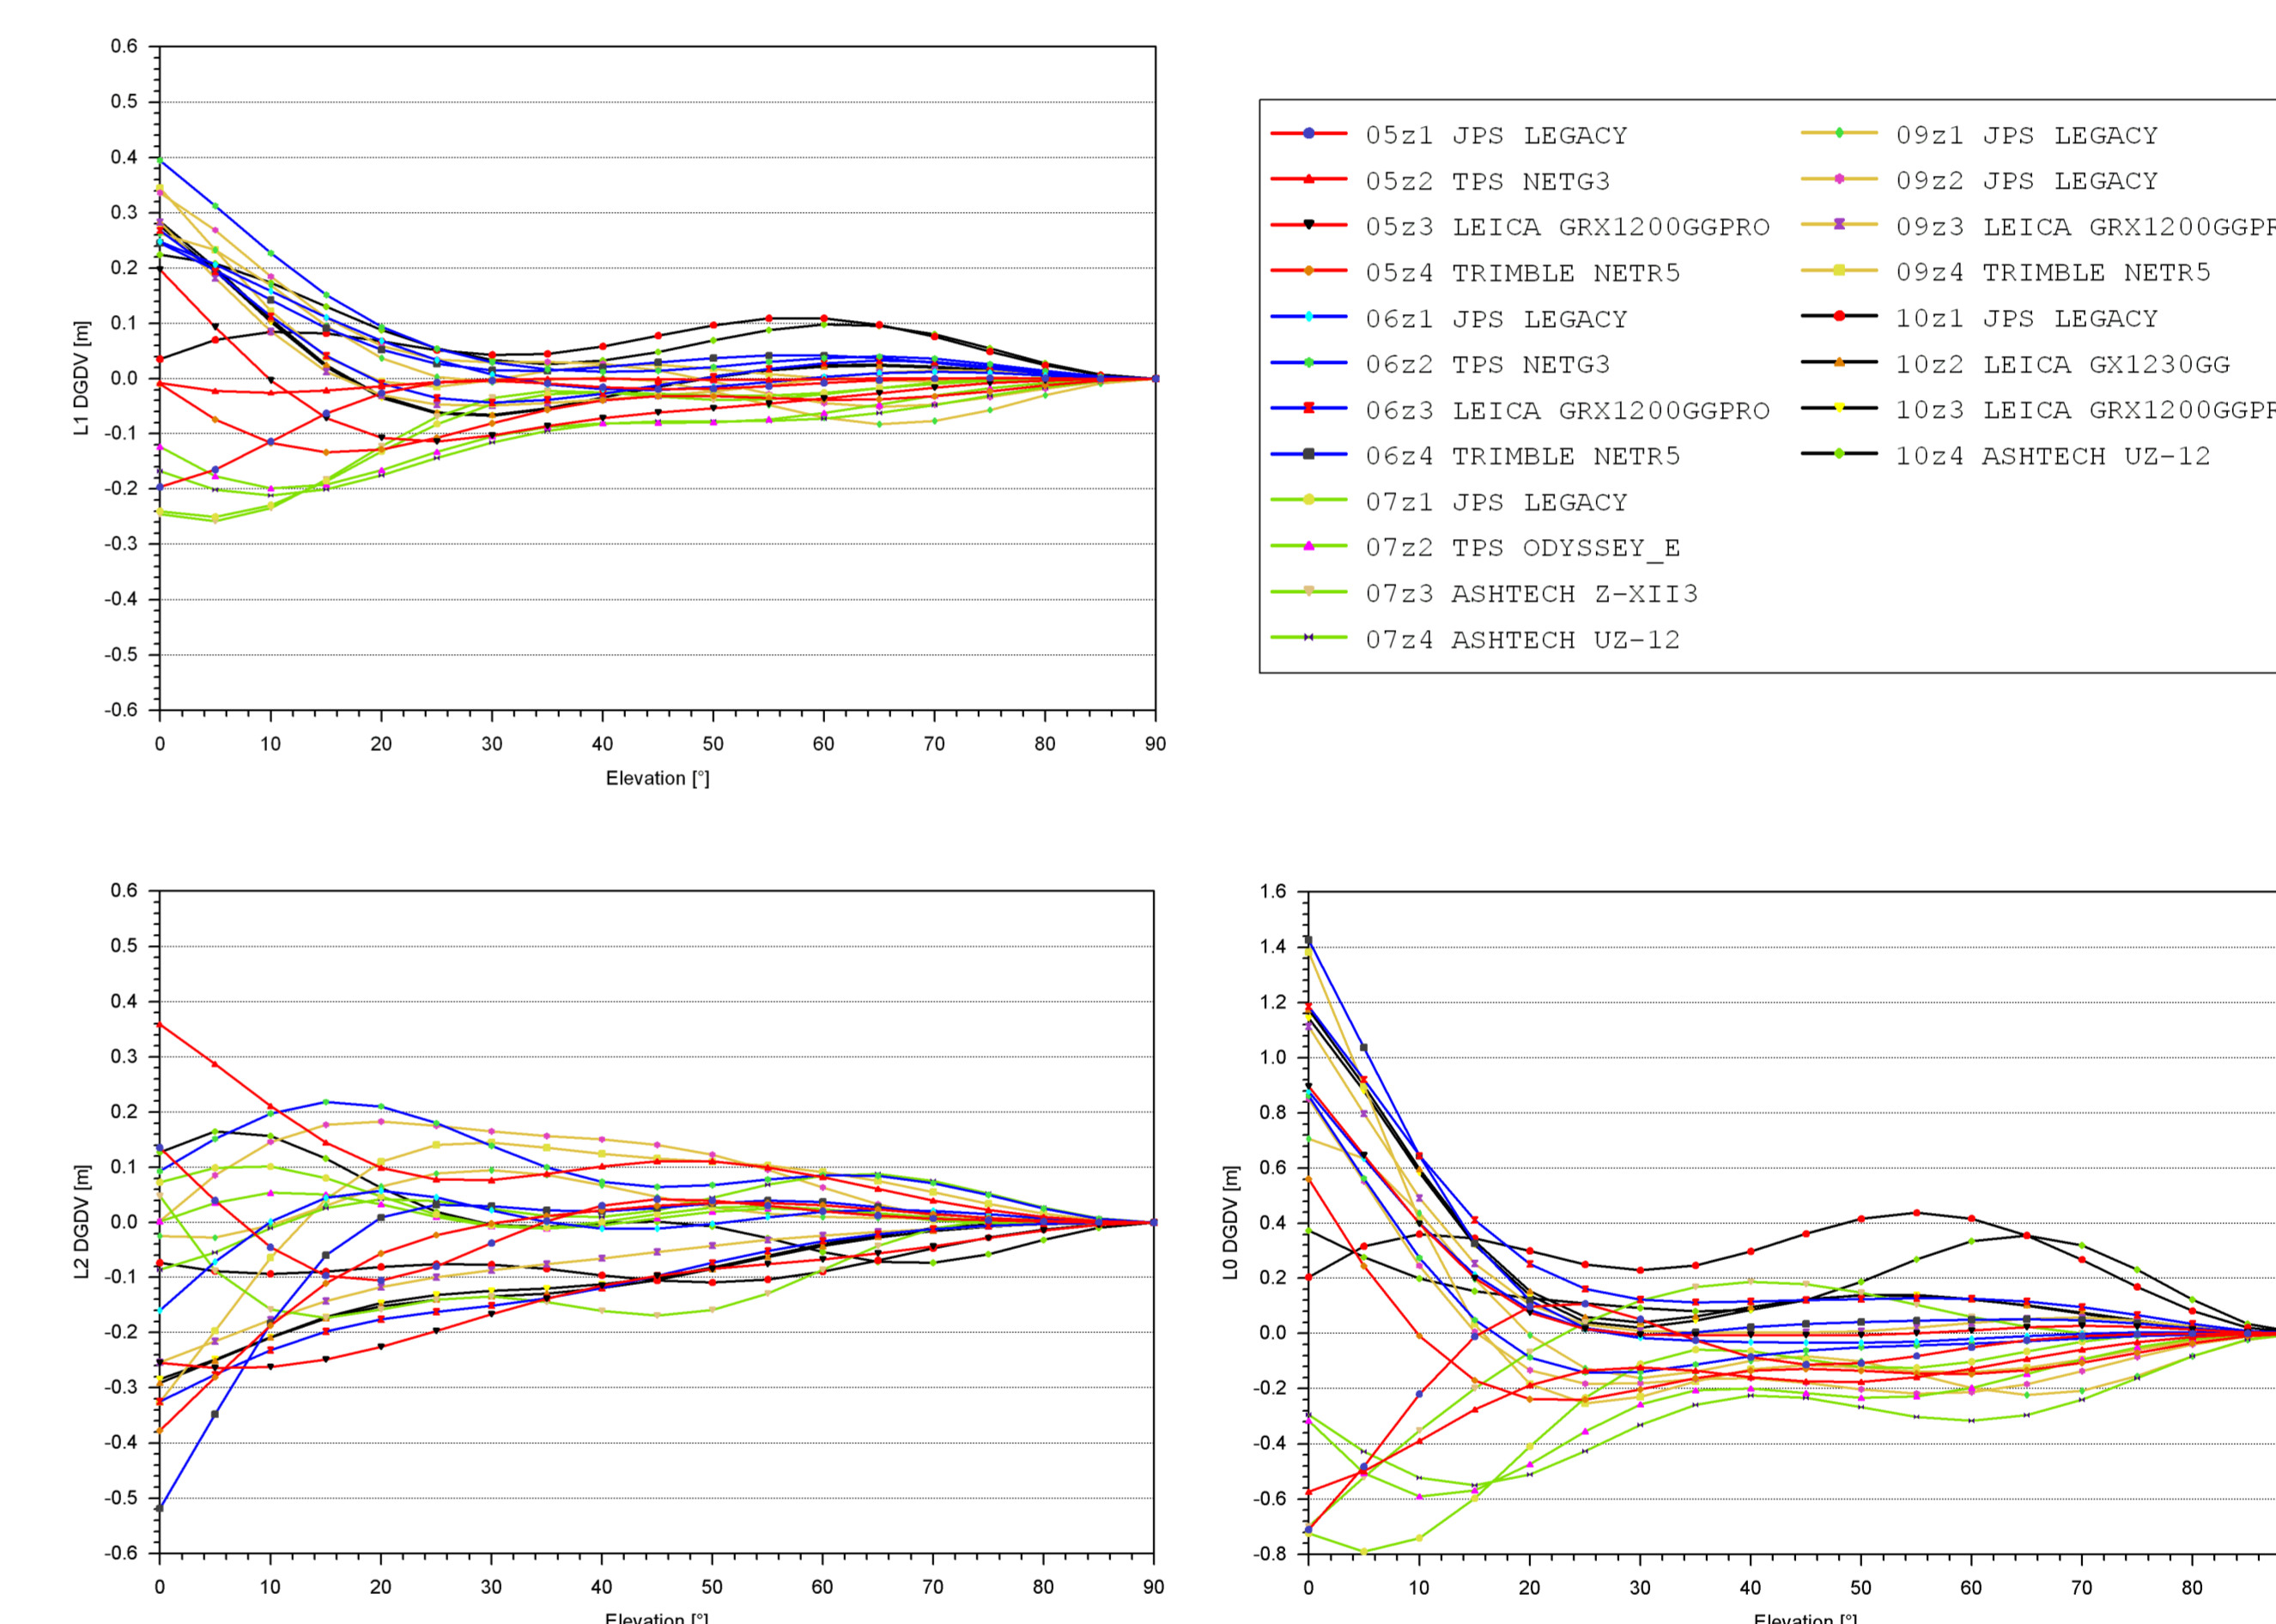 0.6
0.5
0.4
0.3
0.2
0.1
0.0
-0.1
-0.2
-0.3
-0.4
-0.5
-0.6
L1 DGDV [m]
0 10 20 30 40 50 60 70 80 90
Elevation [°]
05z1 JPS LEGACY
05z2 TPS NETG3
05z3 LEICA GRX1200GGPRO
05z4 TRIMBLE NETR5
06z1 JPS LEGACY
06z2 TPS NETG3
06z3 LEICA GRX1200GGPRO
06z4 TRIMBLE NETR5
07z1 JPS LEGACY
07z2 TPS ODYSSEY_E
07z3 ASHTECH Z-XII3
07z4 ASHTECH UZ-12
09z1 JPS LEGACY
09z2 JPS LEGACY
09z3 LEICA GRX1200GGPR
09z4 TRIMBLE NETR5
10z1 JPS LEGACY
10z2 LEICA GX1230GG
10z3 LEICA GRX1200GGPR
10z4 ASHTECH UZ-12
0.6
0.5
0.4
0.3
0.2
0.1
0.0
-0.1
-0.2
-0.3
-0.4
-0.5
-0.6
L2 DGDV [m]
0 10 20 30 40 50 60 70 80 90
Elevation [°]
1.6
1.4
1.2
1.0
0.8
0.6
0.4
0.2
0.0
-0.2
-0.4
-0.6
-0.8
L0 DGDV [m]
0 10 20 30 40 50 60 70 80
Elevation [°]